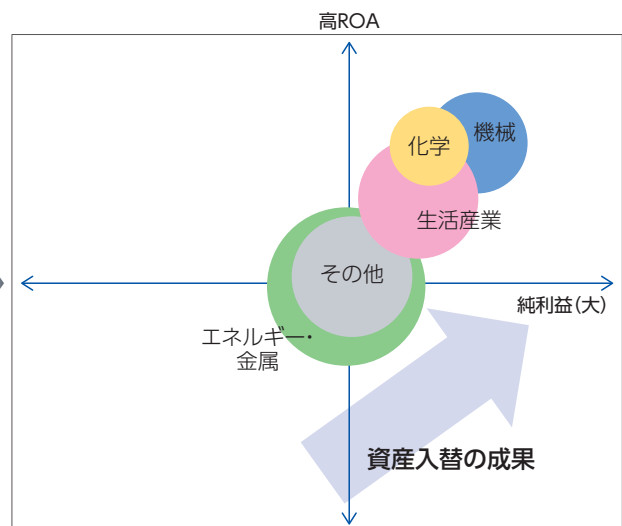 高ROA
機械
化学
生活産業
その他
純利益(大)
エネルギー・
金属
資産入替の成果